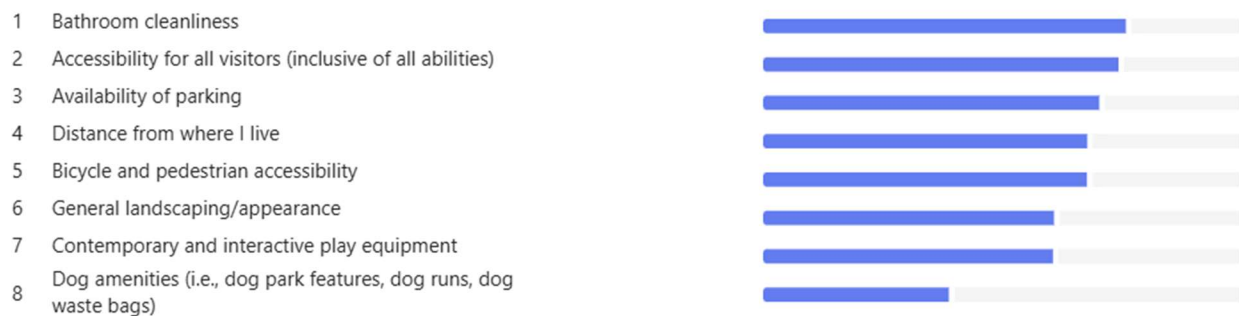 1 Bathroom cleanliness
2 Accessibility for all visitors (inclusive of all abilities)
3 Availability of parking
4 Distance from where I live
5 Bicycle and pedestrian accessibility
6 General landscaping/appearance
7 Contemporary and interactive play equipment
8 Dog amenities (i.e., dog park features, dog runs, dog
waste bags)